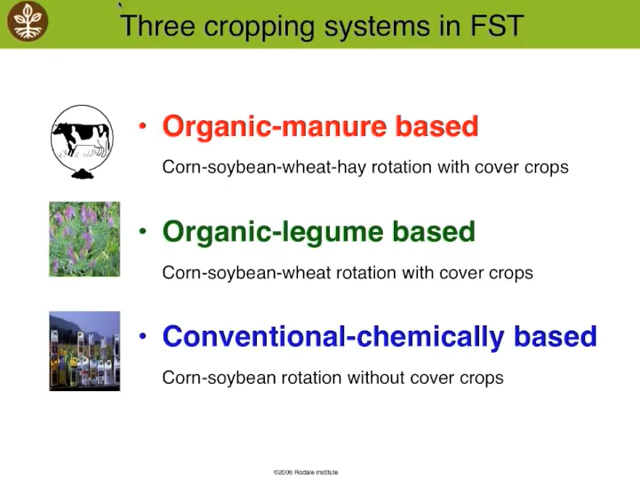 Three cropping systems in FST
• Organic-manure based
Corn-soybean-wheat-hay rotation with cover crops
• Organic-legume based
Corn-soybean-wheat rotation with cover crops
• Conventional-chemically based
Corn-soybean rotation without cover crops
©2008 Rodale Institute